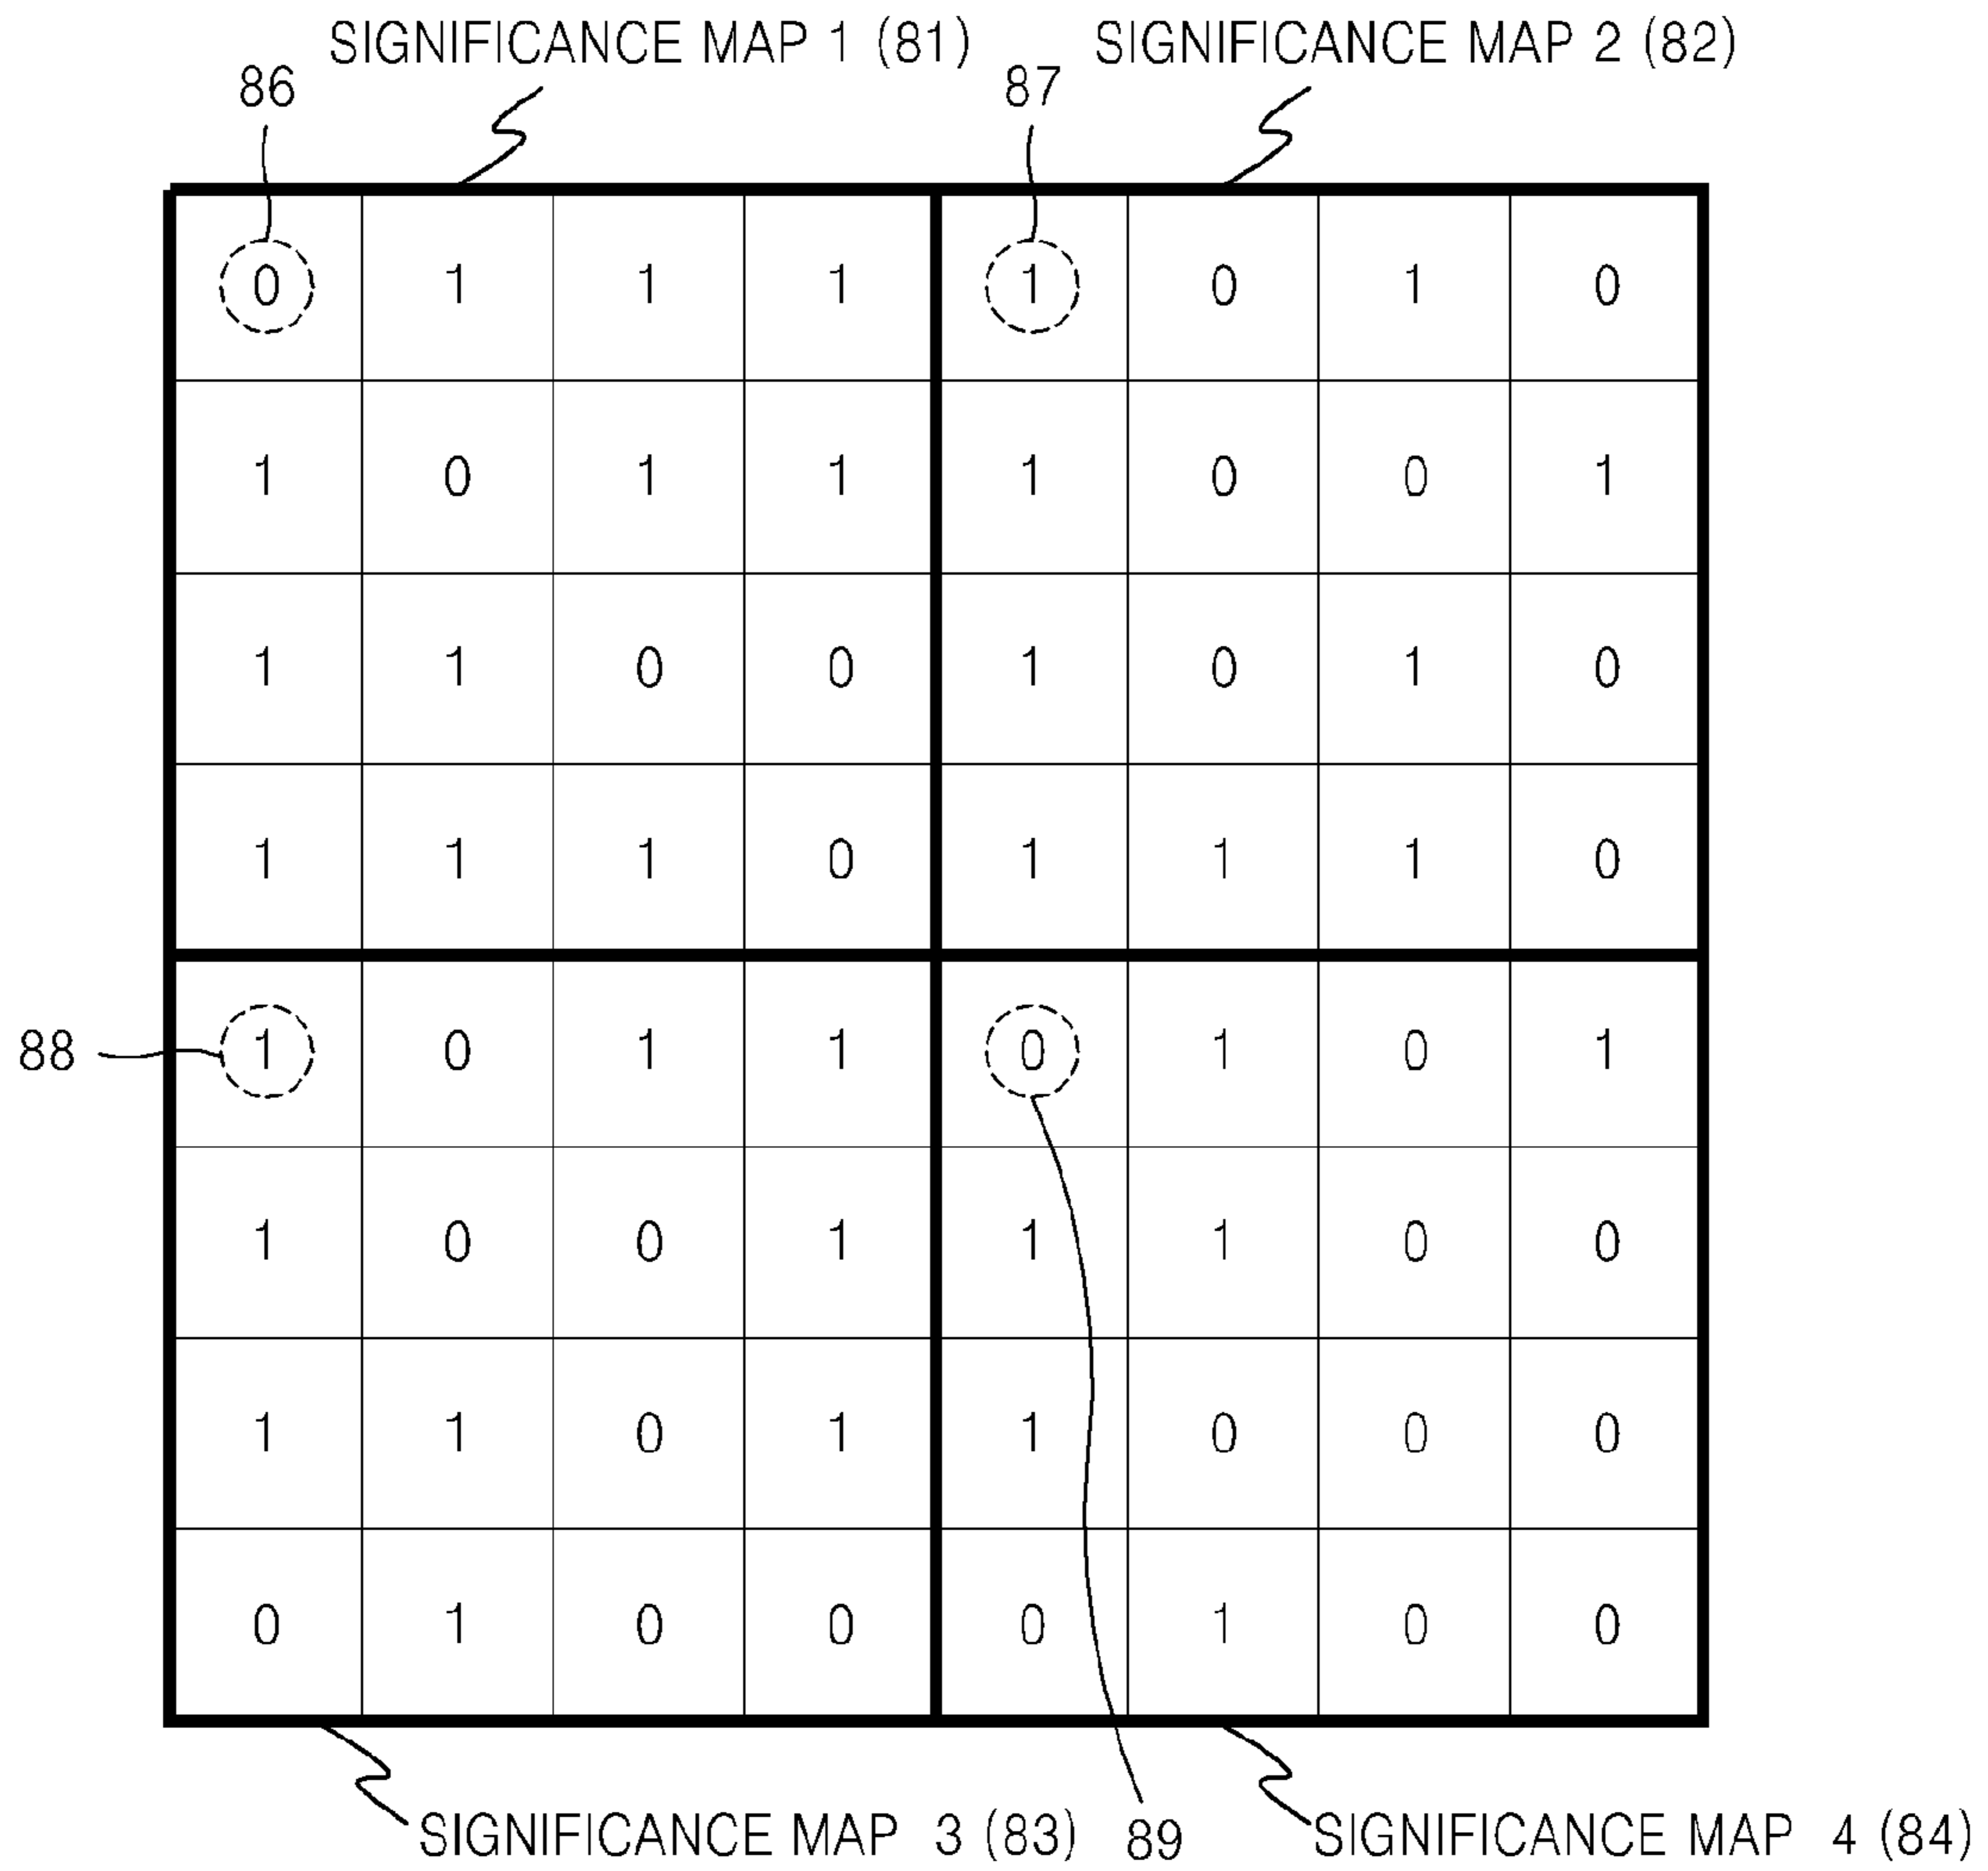 SIGNIFICANCE MAP 1 (81) SIGNIFICANCE MAP 2 (82)
86 87
0 1 1 1 1 0 1 0
1 0 1 1 1 0 0 1
1 1 0 0 1 0 1 0
1 1 1 0 1 1 1 0
88 1 0 1 1 0 1 0 1
1 0 0 1 1 1 0 0
1 1 0 1 1 0 0 0
0 1 0 0 0 1 0 0
SIGNIFICANCE MAP 3 (83) 89 SIGNIFICANCE MAP 4 (84)